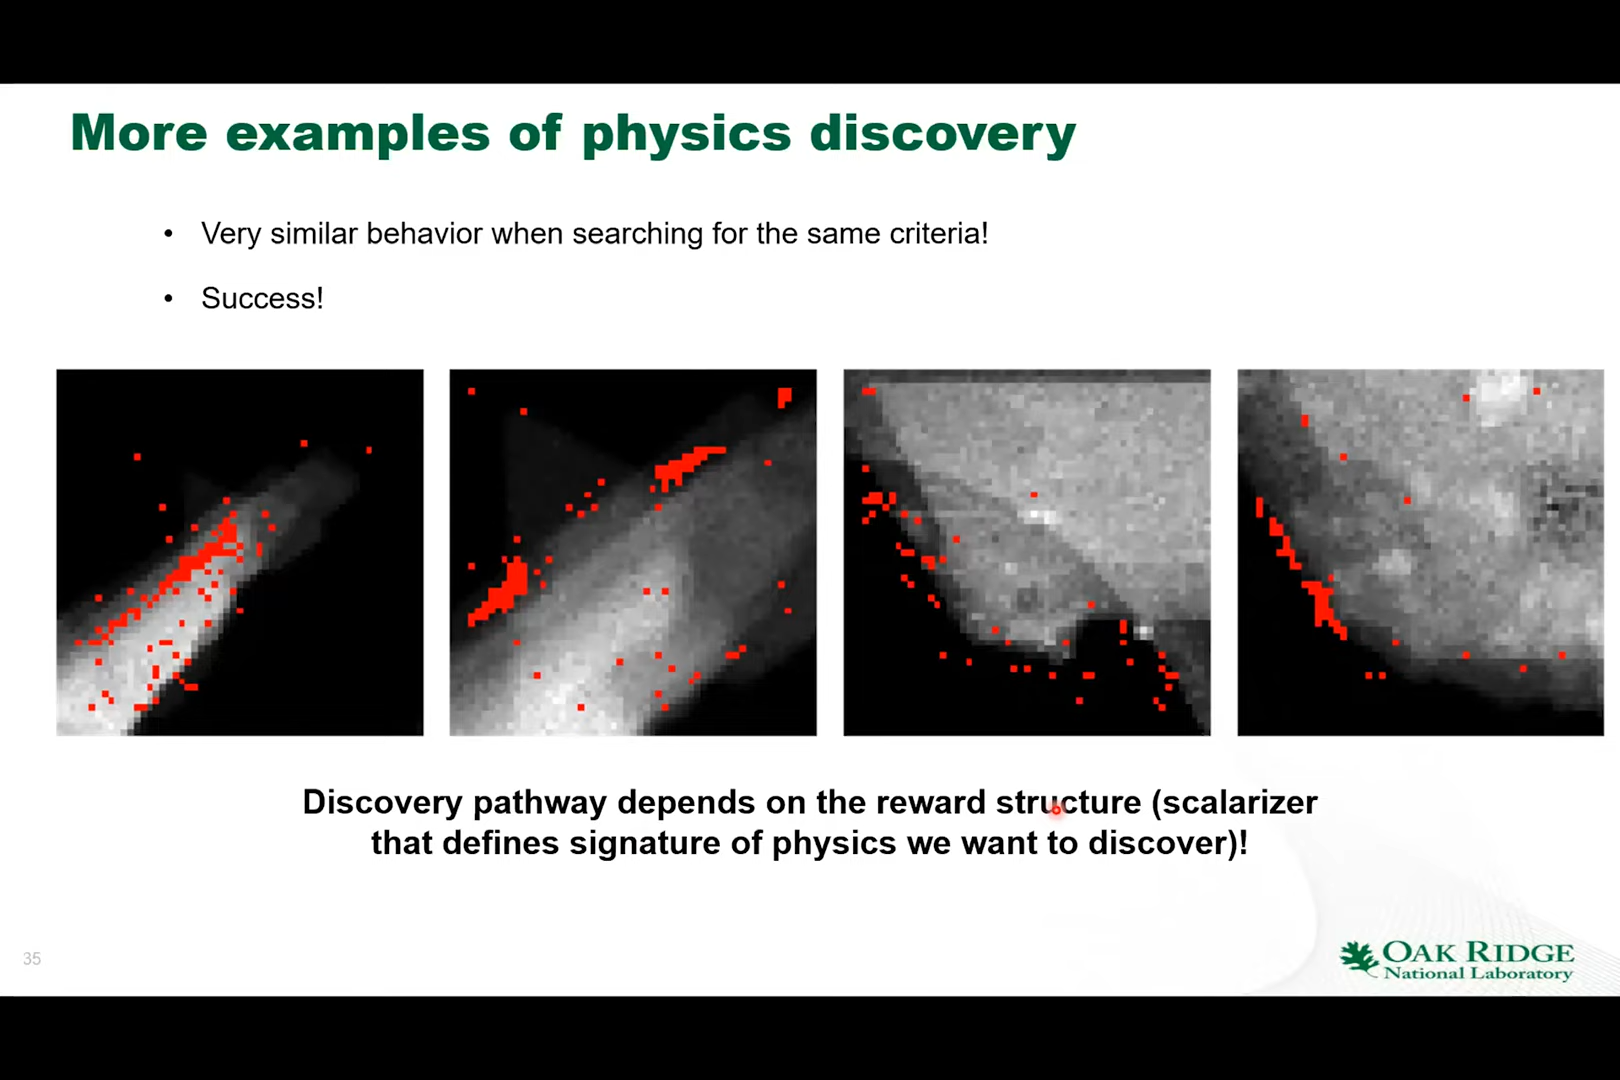 More examples of physics discovery
• Very similar behavior when searching for the same criteria!
• Success!
Discovery pathway depends on the reward structure (scalarizer
that defines signature of physics we want to discover)!
35
OAK RIDGE
National Laboratory